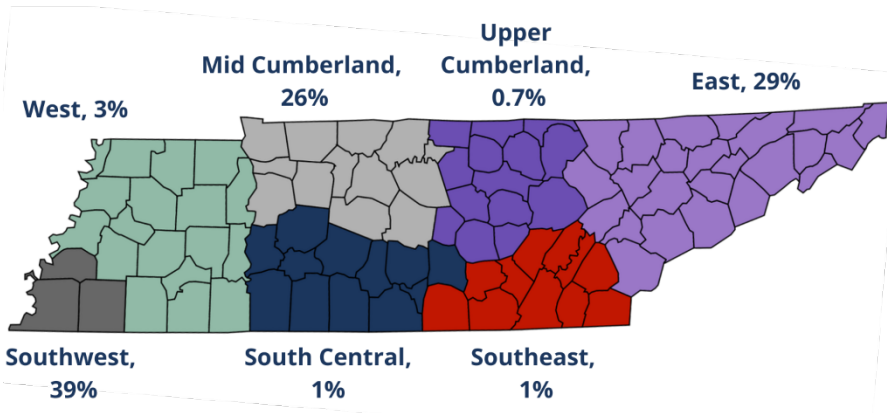 Upper
Cumberland,
0.7%
Mid Cumberland,
26%
East, 29%
West, 3%
Southwest,
39%
South Central,
1%
Southeast,
1%